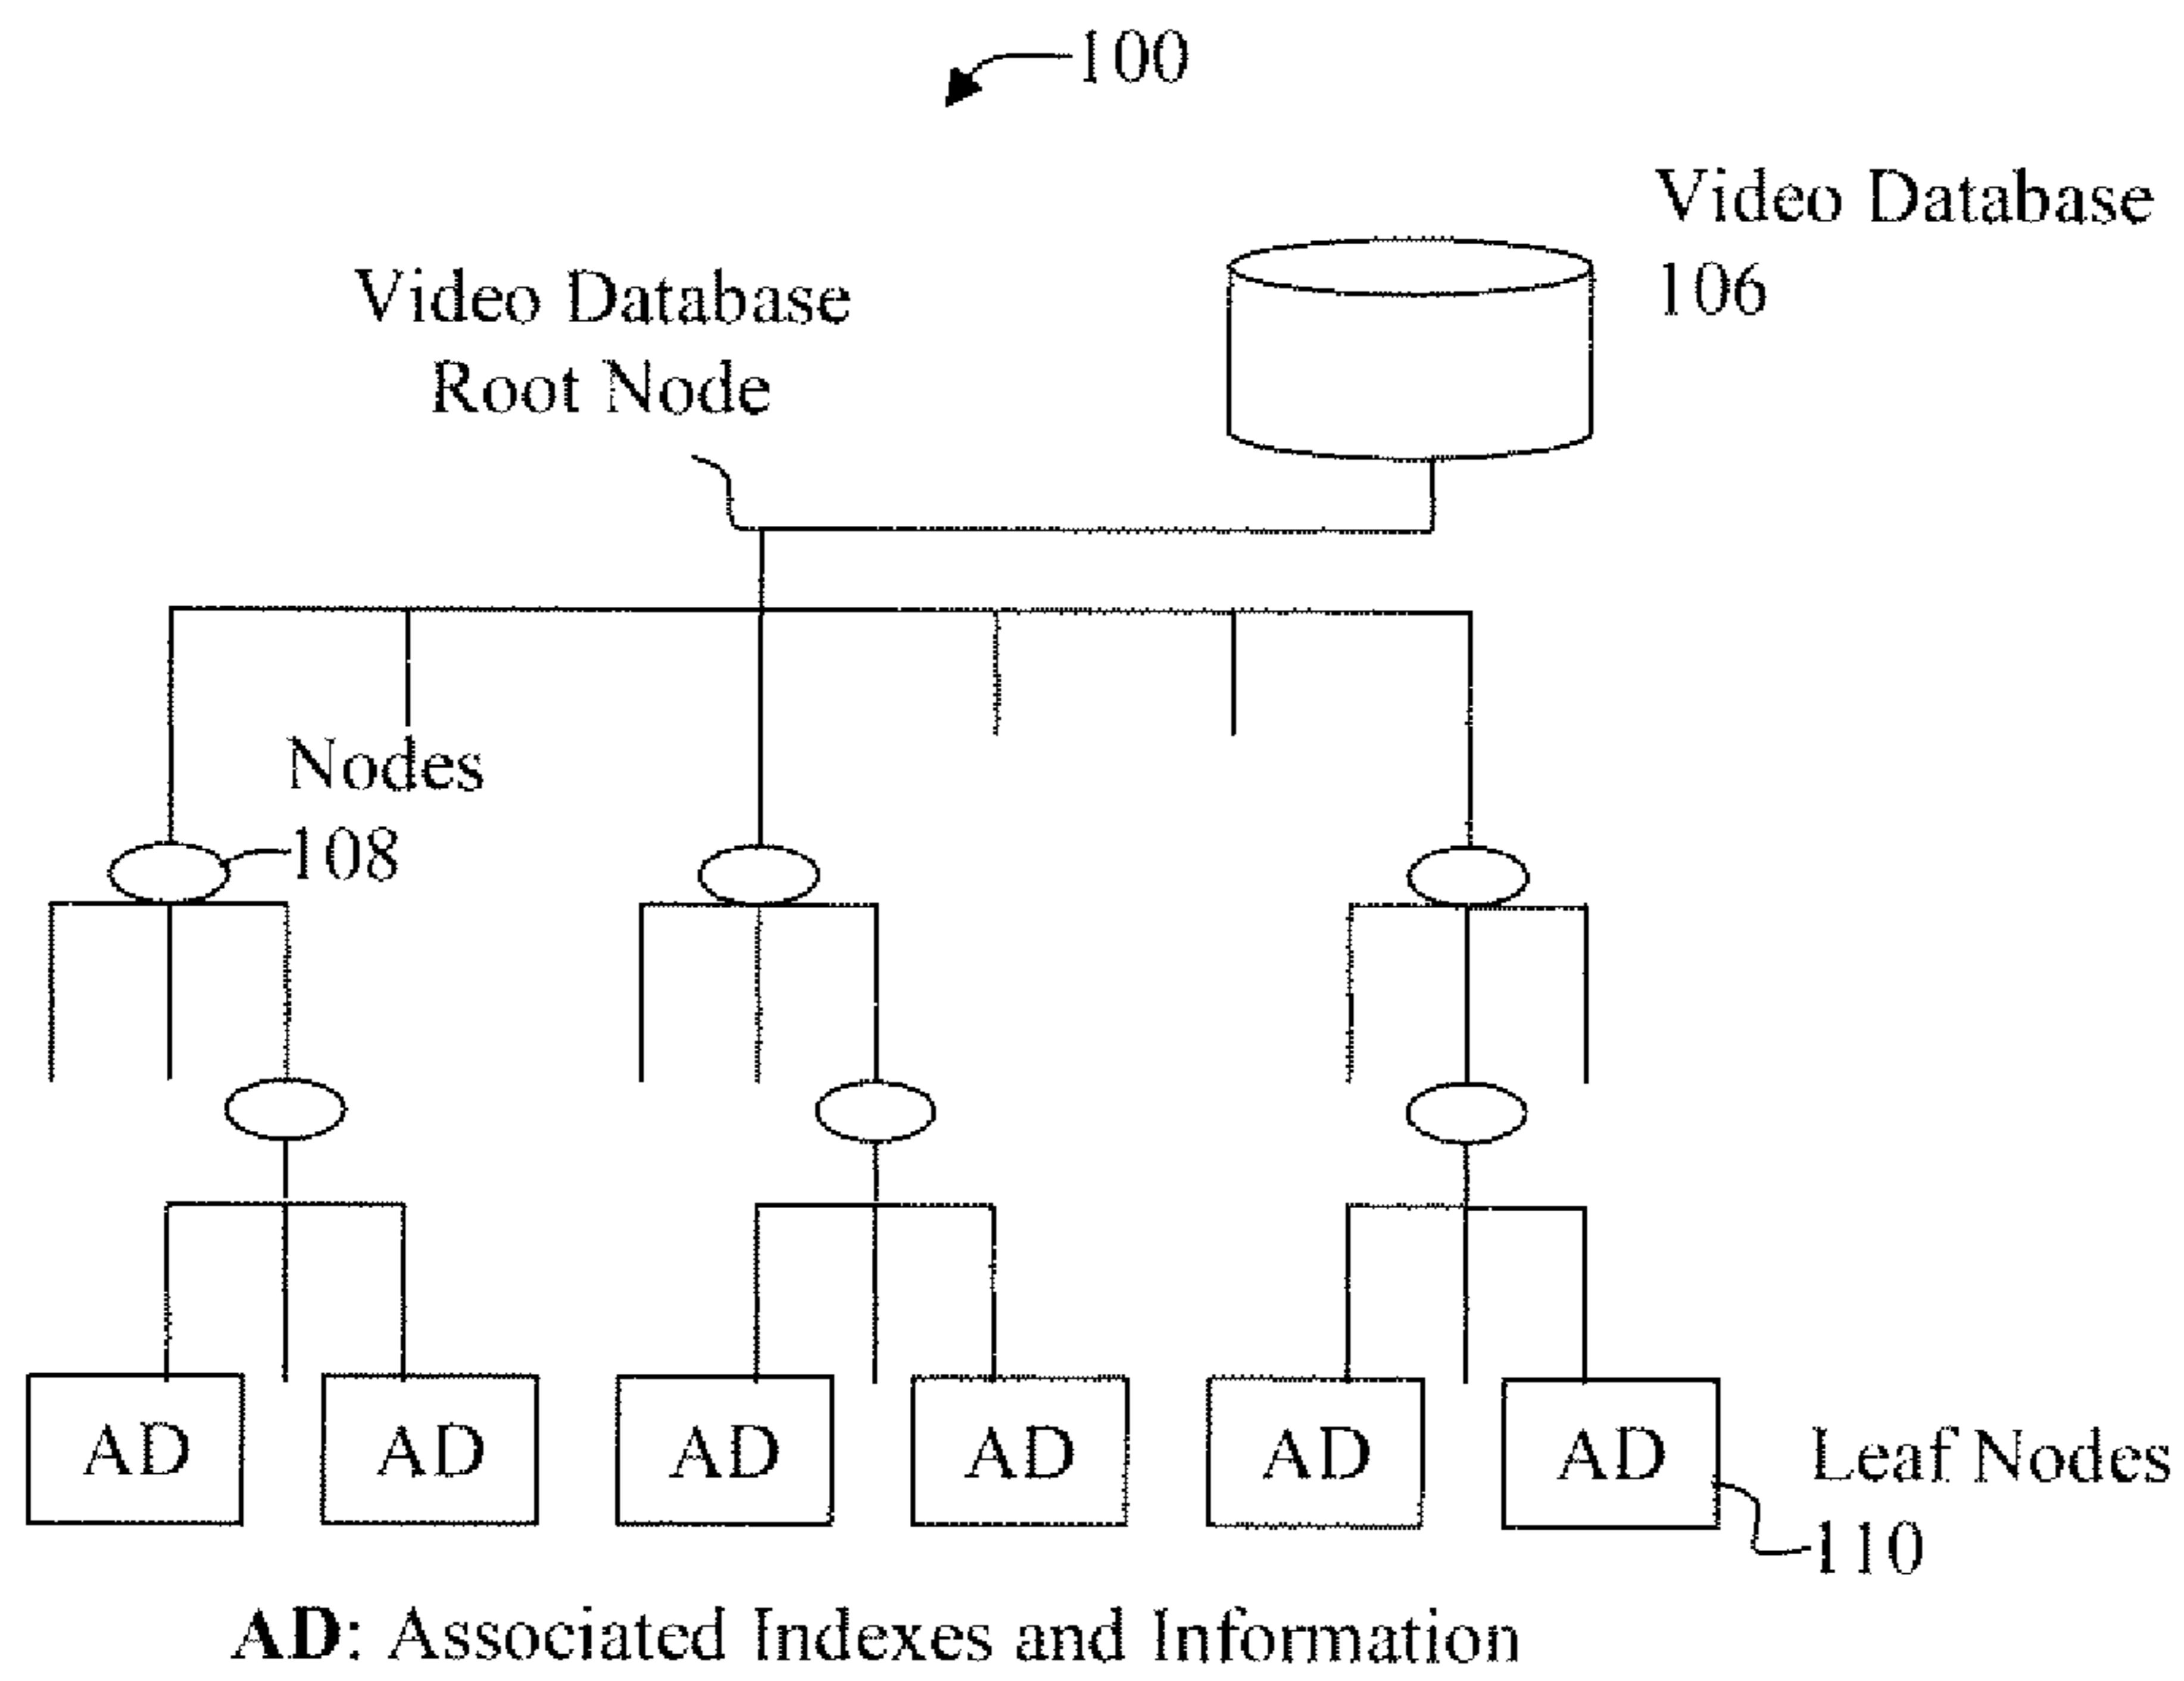 100
Video Database
106
Video Database
Root Node
Nodes
108
AD AD AD AD AD AD
Leaf Nodes
110
AD: Associated Indexes and Information